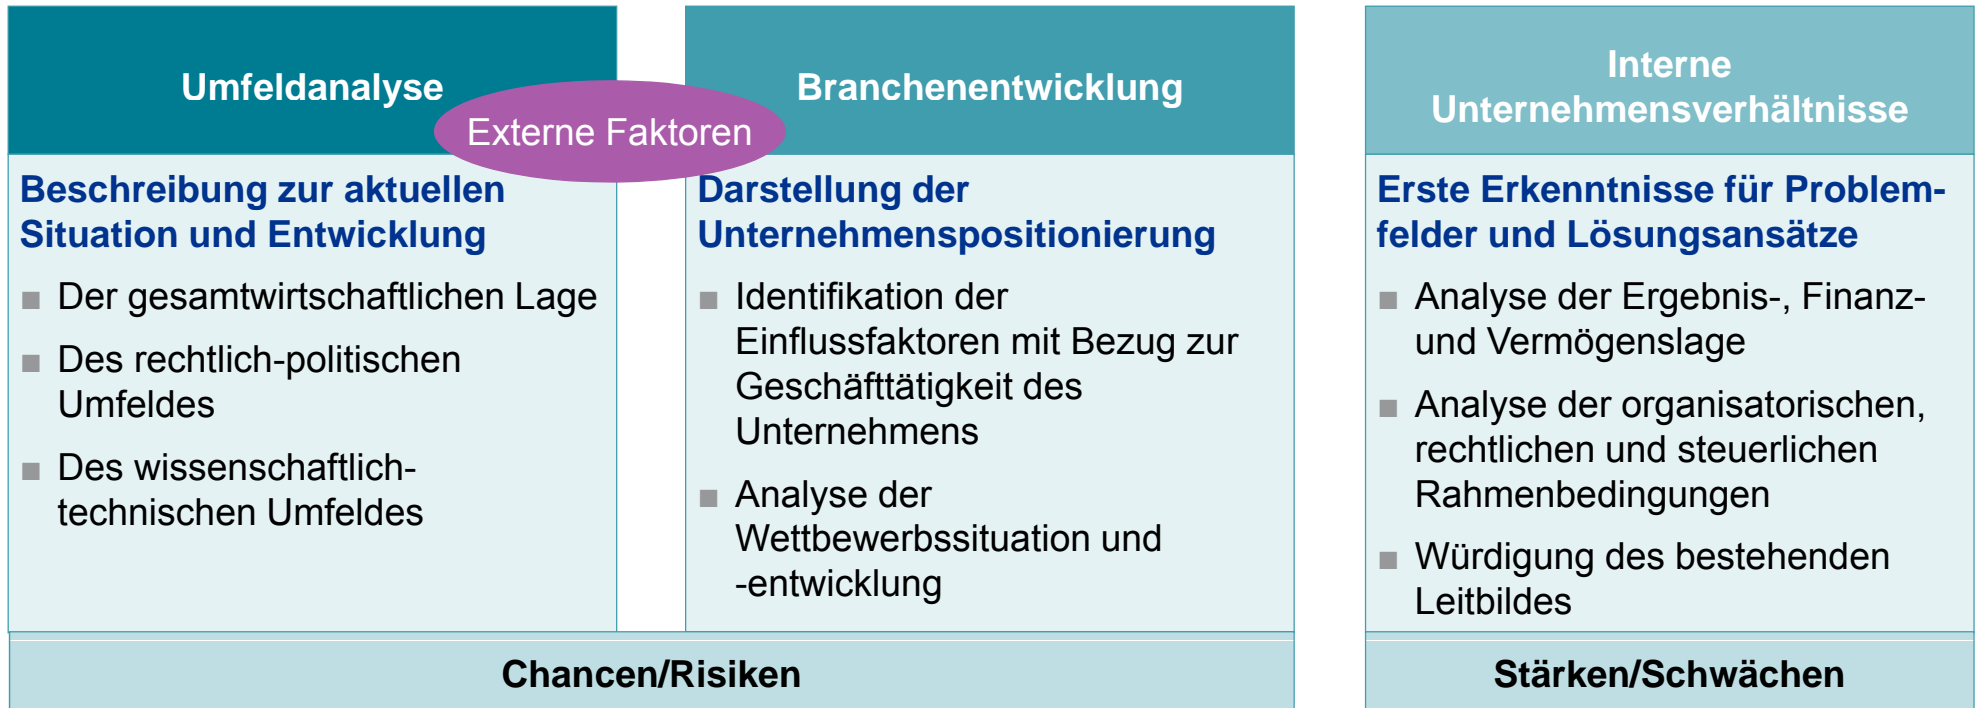 Umfeldanalyse
Externe Faktoren
Branchenentwicklung
Interne
Unternehmensverhältnisse
Beschreibung zur aktuellen
Situation und Entwicklung
Der gesamtwirtschaftlichen Lage
Des rechtlich-politischen
Umfeldes
Des wissenschaftlich-
technischen Umfeldes
Darstellung der
Unternehmenspositionierung
Identifikation der
Einflussfaktoren mit Bezug zur
Geschäfttätigkeit des
Unternehmens
Analyse der
Wettbewerbssituation und
-entwicklung
Chancen/Risiken
Erste Erkenntnisse für Problem-
felder und Lösungsansätze
Analyse der Ergebnis-, Finanz-
und Vermögenslage
Analyse der organisatorischen,
rechtlichen und steuerlichen
Rahmenbedingungen
Würdigung des bestehenden
Leitbildes
Stärken/Schwächen